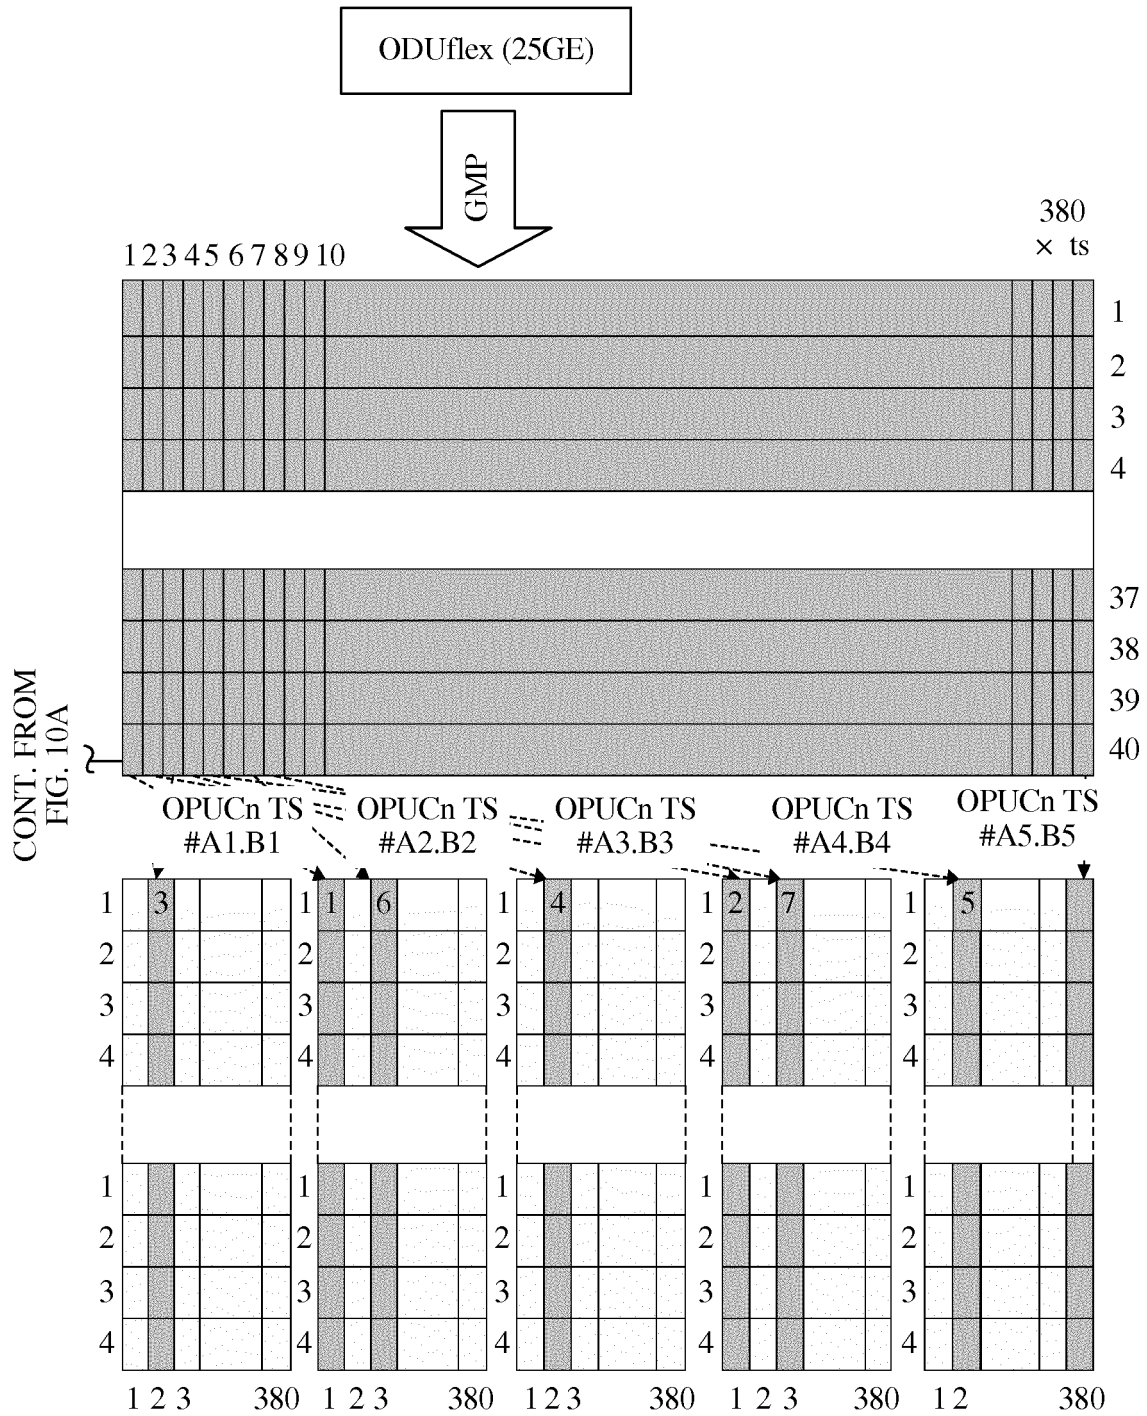 ODUflex (25GE)
GMP
380
× ts
1 2 3 4 5 6 7 8 9 10
1
2
3
4
37
38
39
40
CONT. FROM
FIG. 10A
OPUCn TS
#A1.B1
OPUCn TS
#A2.B2
OPUCn TS
#A3.B3
OPUCn TS
#A4.B4
OPUCn TS
#A5.B5
1 3 1 1 6 1 4 1 2 7 1 5
2 2 2 2 2
3 3 3 3 3
4 4 4 4 4
1 1 1 1 1
2 2 2 2 2
3 3 3 3 3
4 4 4 4 4
1 2 3 380 1 2 3 380 1 2 3 380 1 2 3 380 1 2 380